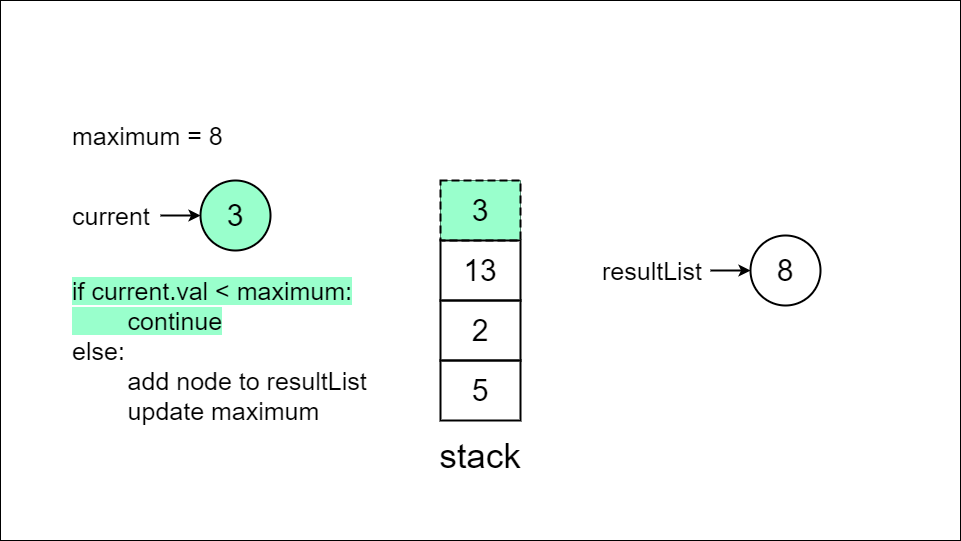 maximum = 8
current
3
if current.val < maximum:
continue
else:
add node to resultList
update maximum
3
13
2
5
stack
resultList
8